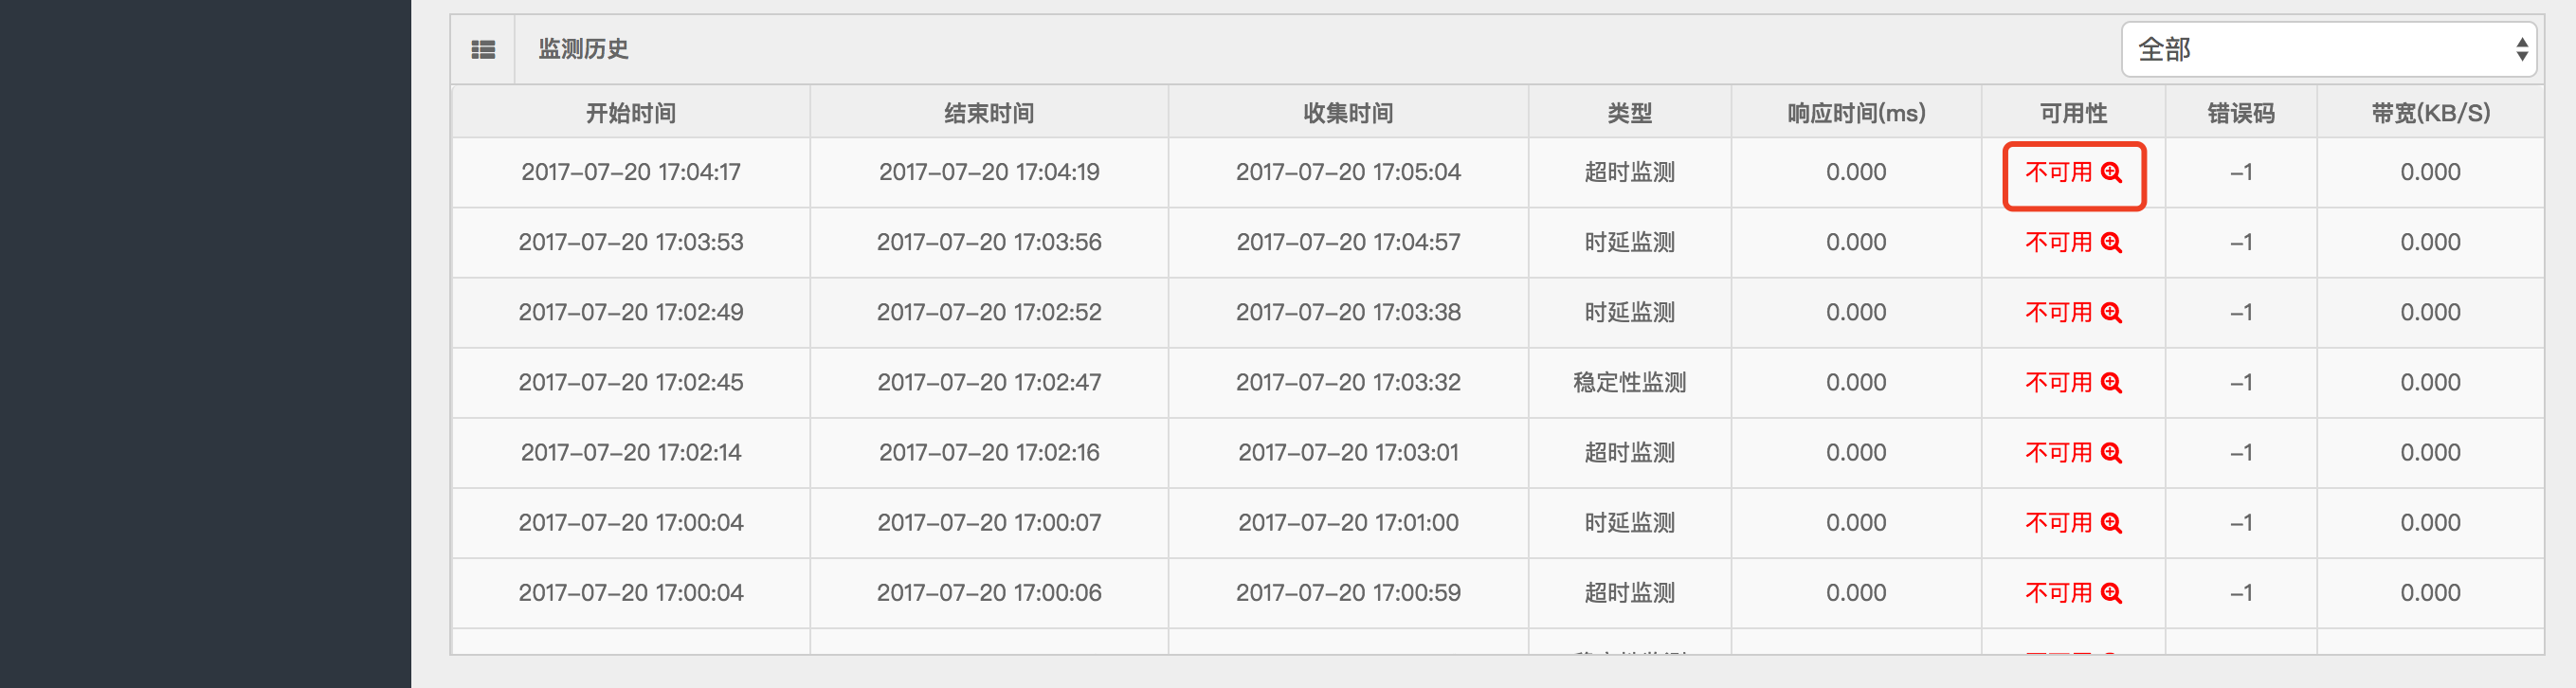 监测历史 全部
开始时间 结束时间 收集时间 类型 响应时间(ms) 可用性 错误码 带宽(KB/S)
2017-07-20 17:04:17 2017-07-20 17:04:19 2017-07-20 17:05:04 超时监测 0.000 不可用 -1 0.000
2017-07-20 17:03:53 2017-07-20 17:03:56 2017-07-20 17:04:57 时延监测 0.000 不可用 -1 0.000
2017-07-20 17:02:49 2017-07-20 17:02:52 2017-07-20 17:03:38 时延监测 0.000 不可用 -1 0.000
2017-07-20 17:02:45 2017-07-20 17:02:47 2017-07-20 17:03:32 稳定性监测 0.000 不可用 -1 0.000
2017-07-20 17:02:14 2017-07-20 17:02:16 2017-07-20 17:03:01 超时监测 0.000 不可用 -1 0.000
2017-07-20 17:00:04 2017-07-20 17:00:07 2017-07-20 17:01:00 时延监测 0.000 不可用 -1 0.000
2017-07-20 17:00:04 2017-07-20 17:00:06 2017-07-20 17:00:59 超时监测 0.000 不可用 -1 0.000